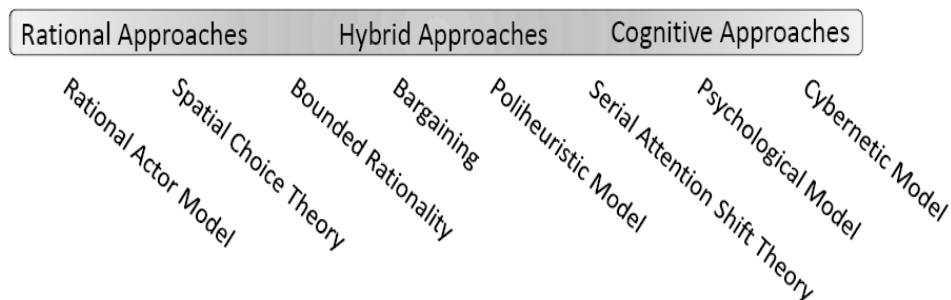 Rational Approaches Hybrid Approaches Cognitive Approaches
Rational Actor Model
Spatial Choice Theory
Bounded Rationality
Bargaining
Poliheuristic Model
Serial Attention Shift Theory
Psychological Model
Cybernetic Model